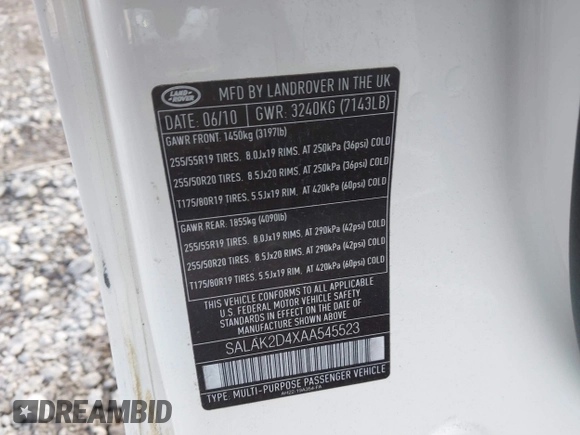 LAND ROVER
MFD BY LANDROVER IN THE UK
DATE: 06/10 GWR: 3240KG (7143LB)
GAWR FRONT: 1450kg (3197lb)
255/55R19 TIRES, 8.0Jx19 RIMS, AT 250kPa (36psi) COLD
255/50R20 TIRES, 8.5Jx20 RIMS, AT 250kPa (36psi) COLD
T175/80R19 TIRES, 5.5Jx19 RIM, AT 420kPa (60psi) COLD
GAWR REAR: 1855kg (4090lb)
255/55R19 TIRES, 8.0Jx19 RIMS, AT 290kPa (42psi) COLD
255/50R20 TIRES, 8.5Jx20 RIMS, AT 290kPa (42psi) COLD
T175/80R19 TIRES, 5.5Jx19 RIM, AT 420kPa (60psi) COLD
THIS VEHICLE CONFORMS TO ALL APPLICABLE
U.S. FEDERAL MOTOR VEHICLE SAFETY
STANDARDS IN EFFECT ON THE DATE OF
MANUFACTURE SHOWN ABOVE
SALAK2D4XAA545523
TYPE: MULTI-PURPOSE PASSENGER VEHICLE
DREAMBID